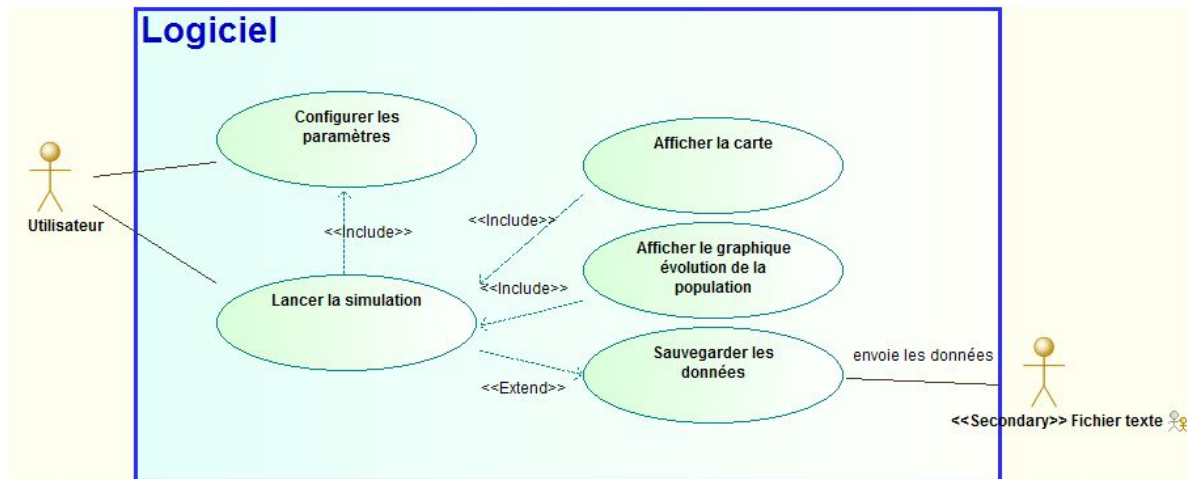 Logiciel
Configurer les
paramètres
Afficher la carte
Utilisateur
<<Include>>
<<Include>>
Afficher le graphique
évolution de la
population
<<Include>>
Lancer la simulation
Sauvegarder les
données
envoie les données
<<Extend>>
<<Secondary>> Fichier texte